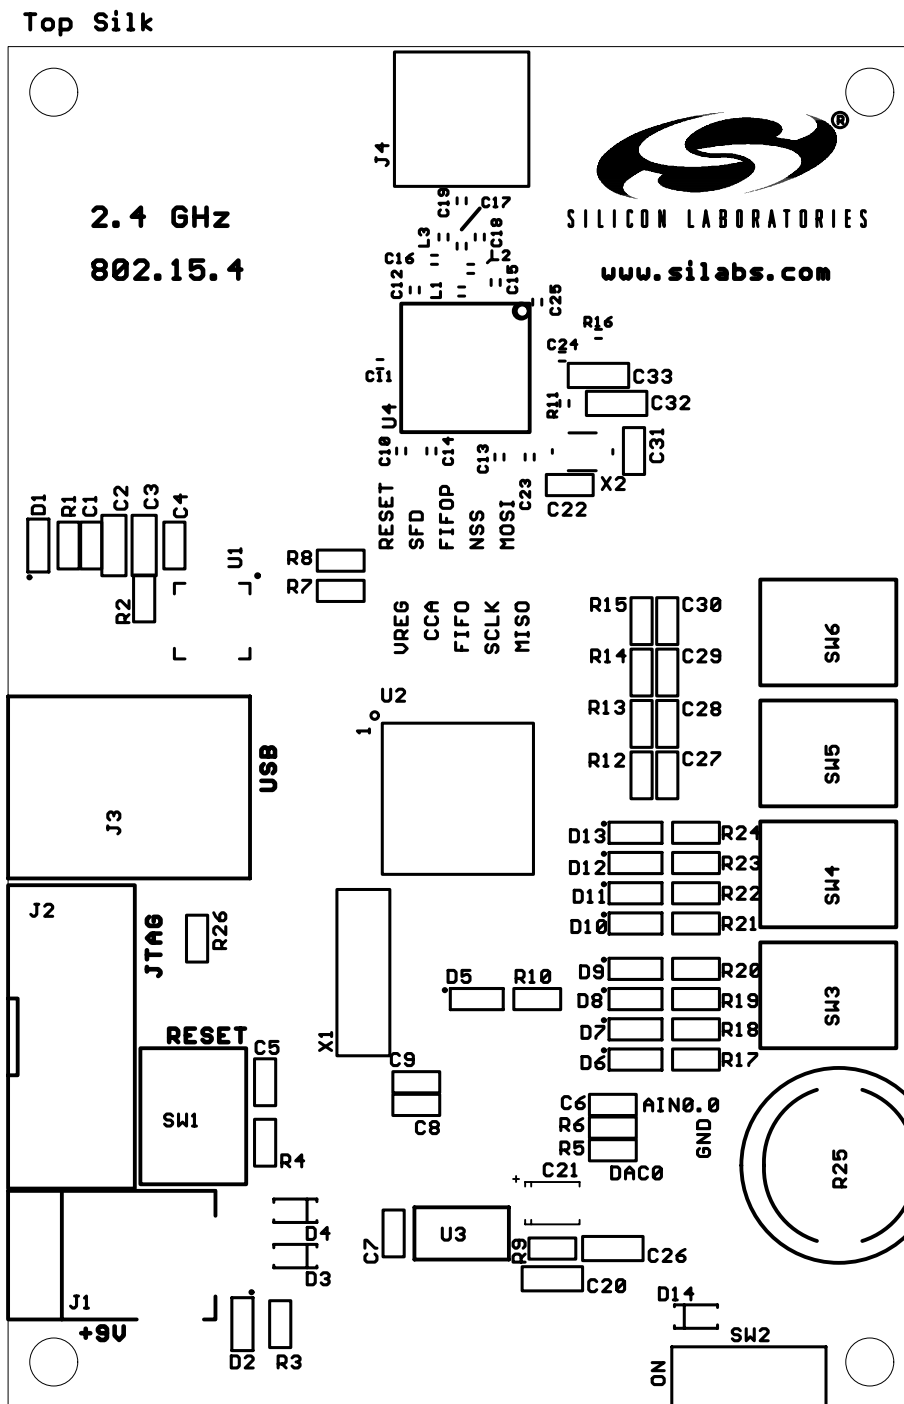 Top Silk
J4
®
SILICON LABORATORIES
www.silabs.com
2.4 GHz
802.15.4
C19
C17
L3
C18
C16
L2
C12
L1
C15
C25
R16
C24
C11
C33
U4
R11
C32
C10
C14
C13
C23
C31
X2
C22
RESET
SFD
FIFOP
NSS
MOSI
D1
R1
C1
C2
C3
C4
U1
R8
R7
R2
VREG
CCA
FIFO
SCLK
MISO
R15
C30
SW6
R14
C29
U2
1
R13
C28
SW5
R12
C27
USB
J3
D13
R24
D12
R23
D11
R22
D10
R21
SW4
J2
JTAG
R26
D9
R20
D8
R19
D7
R18
D6
R17
SW3
D5
R10
X1
RESET
C5
C9
C8
SW1
R4
C6
AIN0.0
R6
R5
GND
DAC0
R25
+
C21
D4
D3
C7
U3
R9
C26
C20
J1
+9V
D2
R3
D14
SW2
ON